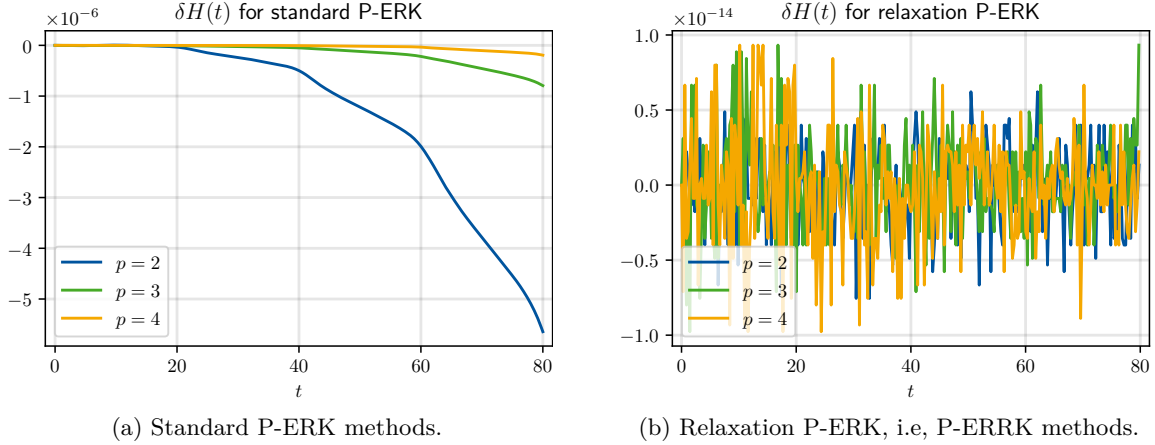 ×10⁻⁶
δH(t) for standard P-ERK
0
−1
−2
−3
−4
−5
p = 2
p = 3
p = 4
0 20 40 60 80
t
(a) Standard P-ERK methods.
×10⁻¹⁴
δH(t) for relaxation P-ERK
1.0
0.5
0.0
−0.5
−1.0
p = 2
p = 3
p = 4
0 20 40 60 80
t
(b) Relaxation P-ERK, i.e, P-ERRK methods.